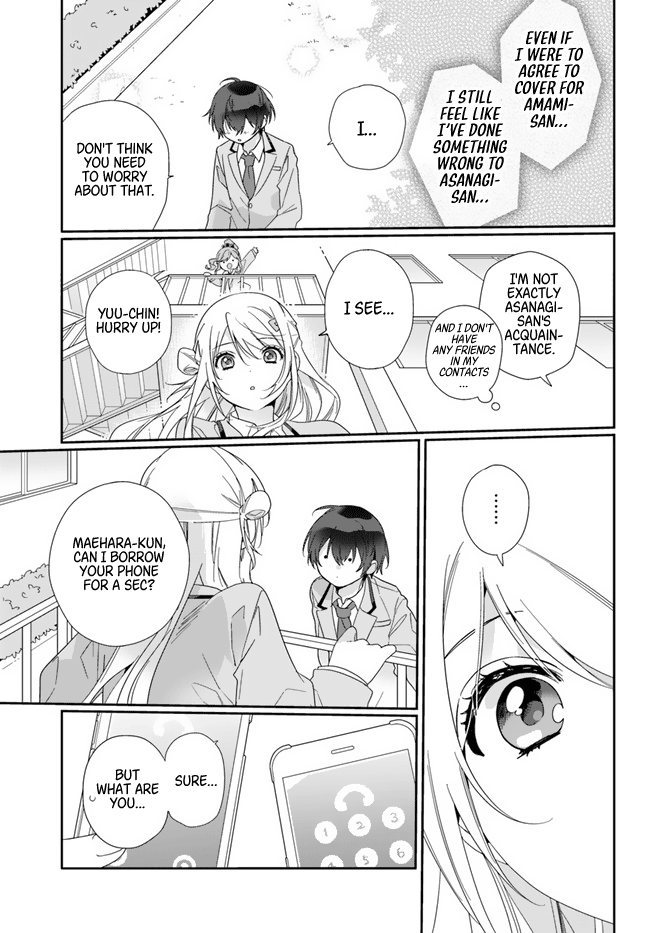 EVEN IF
I WERE TO
AGREE TO
COVER FOR
AMAMI-
SAN...
I STILL
FEEL LIKE
I'VE DONE
SOMETHING
WRONG TO
ASANAGI-
SAN...
I...
DON'T THINK
YOU NEED
TO WORRY
ABOUT THAT.
I'M NOT
EXACTLY
ASANAGI-
SAN'S
ACQUAIN-
TANCE.
AND I DON'T
HAVE
ANY FRIENDS
IN MY
CONTACTS
...
I SEE...
YUU-CHIN!
HURRY UP!
......
MAEHARA-KUN,
CAN I BORROW
YOUR PHONE
FOR A SEC?
1 2 3
4 5 6
SURE...
BUT
WHAT ARE
YOU...